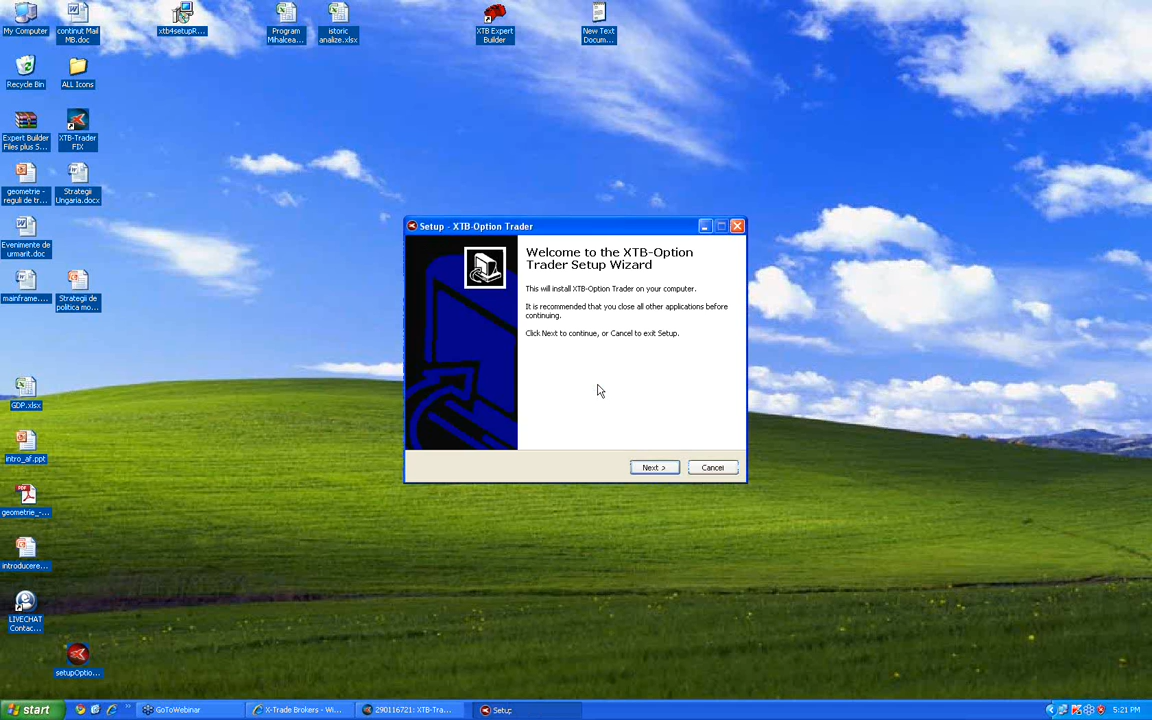 My Computer
continut Mail
MB.doc
xtb4setupR...
Program
Mihalcea...
istoric
analize.xlsx
XTB Expert
Builder
New Text
Docum...
Recycle Bin
ALL Icons
Expert Builder
Files plus S...
XTB-Trader
FIX
geometrie -
reguli de tr...
Strategii
Ungaria.docx
Evenimente de
urmarit.doc
mainframe....
Strategii de
politica mo...
GDP.xlsx
intro_af.ppt
geometrie_-...
introducere...
LIVECHAT
Contac...
setupOptio...
Setup - XTB-Option Trader
Welcome to the XTB-Option
Trader Setup Wizard
This will install XTB-Option Trader on your computer.
It is recommended that you close all other applications before
continuing.
Click Next to continue, or Cancel to exit Setup.
Next >
Cancel
start
GoToWebinar
X-Trade Brokers - Wi...
290116721: XTB-Tra...
Setup
5:21 PM